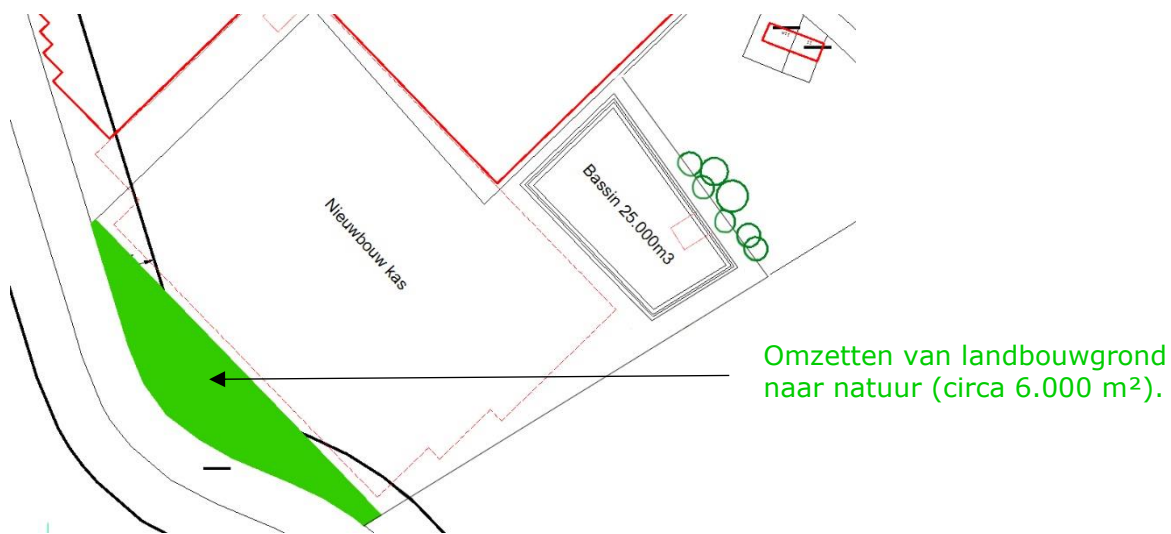 Nieuwbouw kas
Bassin 25.000m3
Omzetten van landbouwgrond
naar natuur (circa 6.000 m²).